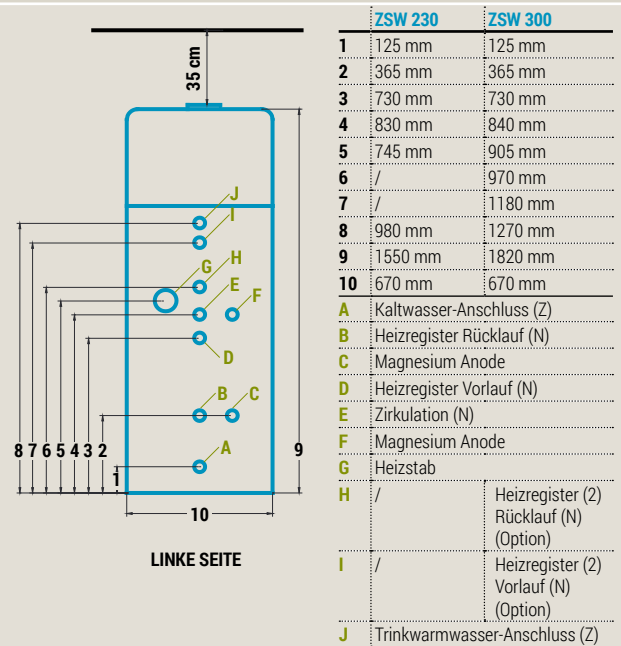 35 cm
J
I
H
G
E
F
D
B
C
A
8 7 6 5 4 3 2
1
9
10
LINKE SEITE
ZSW 230 ZSW 300
1 125 mm 125 mm
2 365 mm 365 mm
3 730 mm 730 mm
4 830 mm 840 mm
5 745 mm 905 mm
6 / 970 mm
7 / 1180 mm
8 980 mm 1270 mm
9 1550 mm 1820 mm
10 670 mm 670 mm
A Kaltwasser-Anschluss (Z)
B Heizregister Rücklauf (N)
C Magnesium Anode
D Heizregister Vorlauf (N)
E Zirkulation (N)
F Magnesium Anode
G Heizstab
H / Heizregister (2)
Rücklauf (N)
(Option)
I / Heizregister (2)
Vorlauf (N)
(Option)
J Trinkwarmwasser-Anschluss (Z)